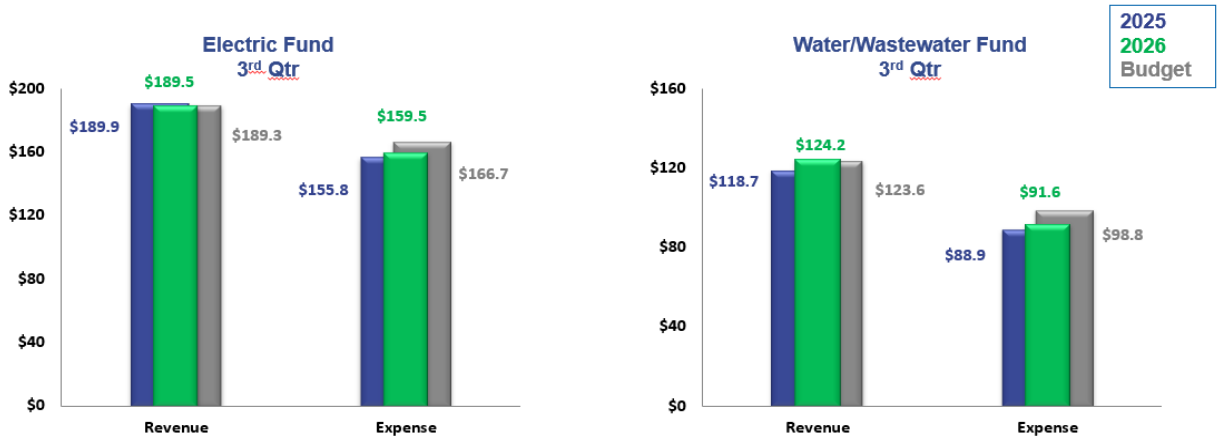 2025
2026
Budget
Electric Fund
3rd Qtr
$200
$160
$120
$80
$40
$0
$189.9
$189.5
$189.3
$155.8
$159.5
$166.7
Revenue
Expense
Water/Wastewater Fund
3rd Qtr
$160
$120
$80
$40
$0
$118.7
$124.2
$123.6
$88.9
$91.6
$98.8
Revenue
Expense